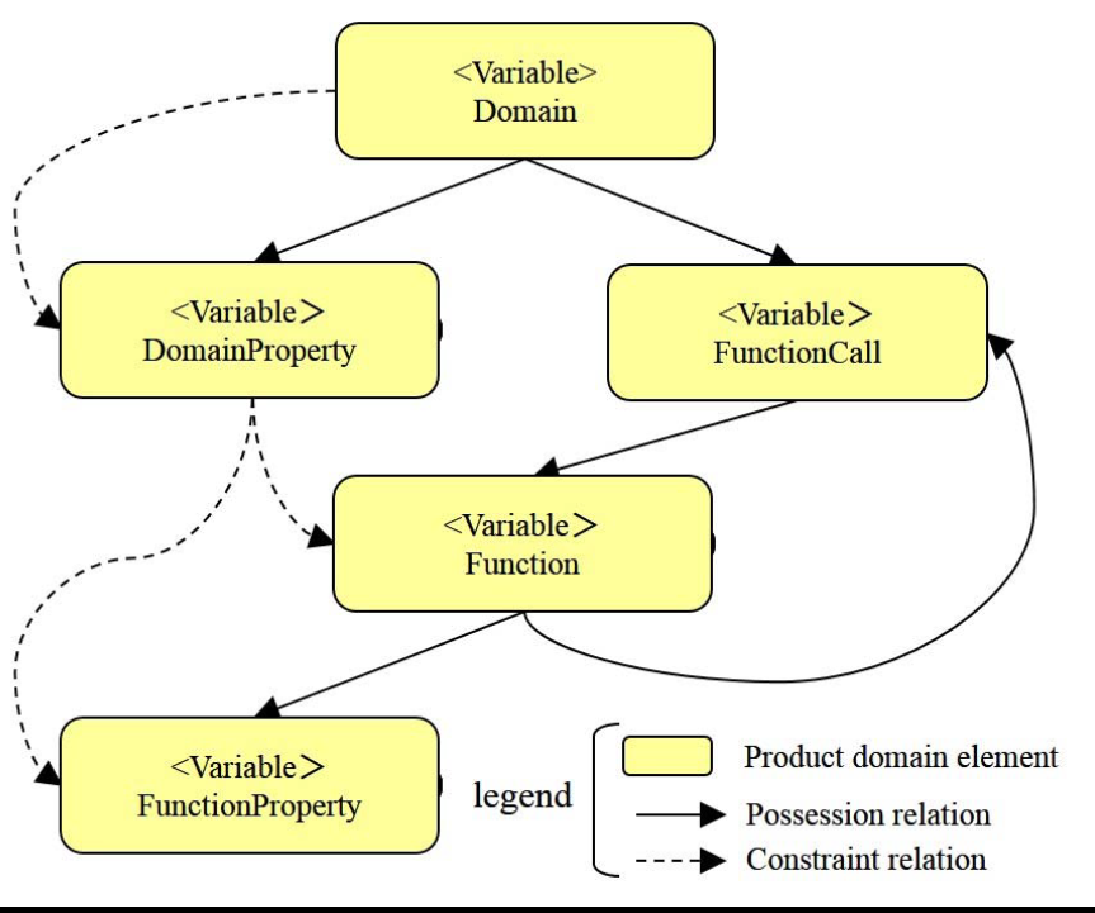 <Variable>
Domain
<Variable>
DomainProperty
<Variable>
FunctionCall
<Variable>
Function
<Variable>
FunctionProperty
legend
Product domain element
Possession relation
Constraint relation